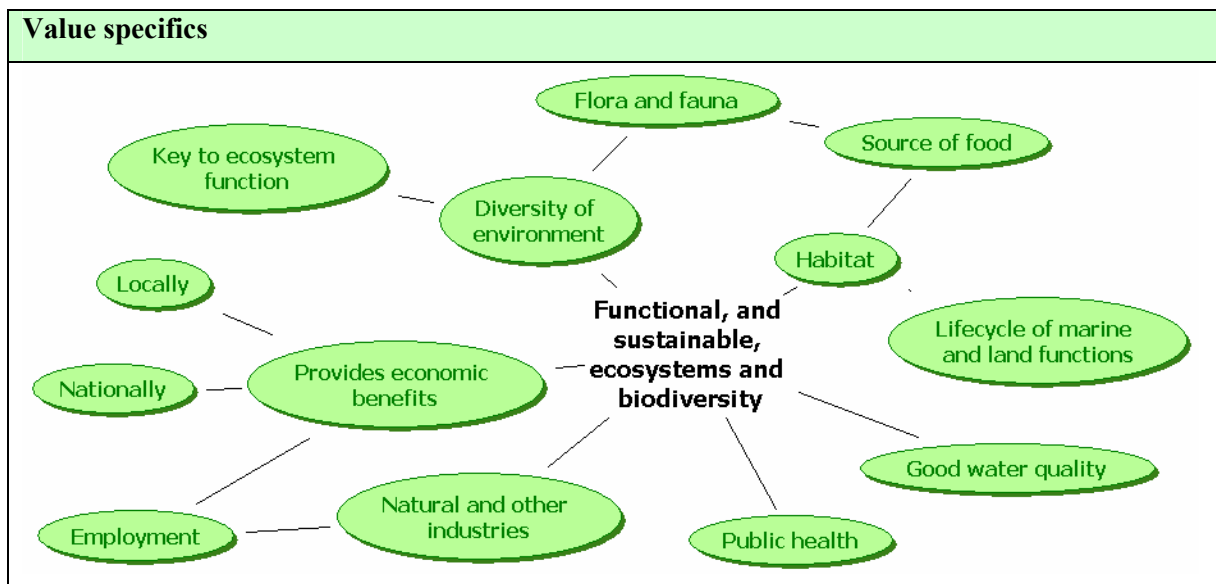 Value specifics
Flora and fauna
Source of food
Key to ecosystem
function
Diversity of
environment
Habitat
Locally
Functional, and
sustainable,
ecosystems and
biodiversity
Lifecycle of marine
and land functions
Provides economic
benefits
Nationally
Good water quality
Natural and other
industries
Employment
Public health